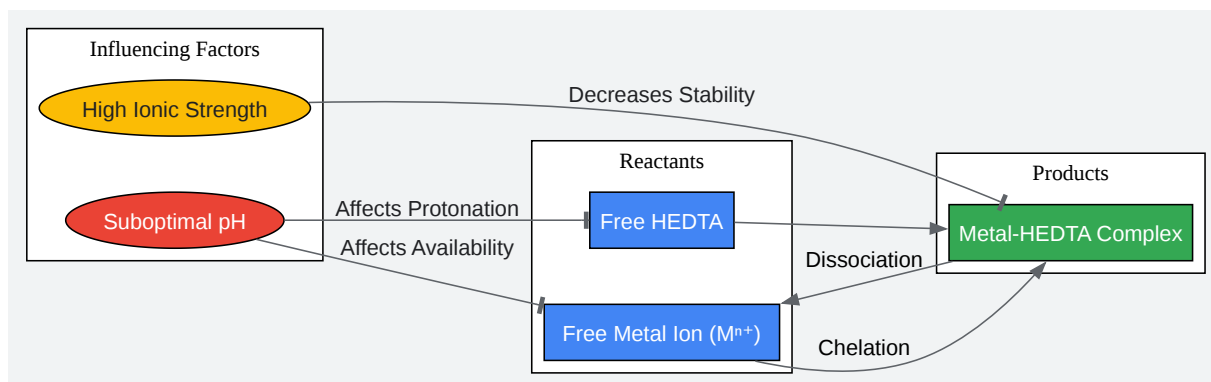 Influencing Factors
High Ionic Strength
Decreases Stability
Reactants
Products
Suboptimal pH
Affects Protonation
Free HEDTA
Metal-HEDTA Complex
Affects Availability
Dissociation
Free Metal Ion (Mⁿ⁺)
Chelation